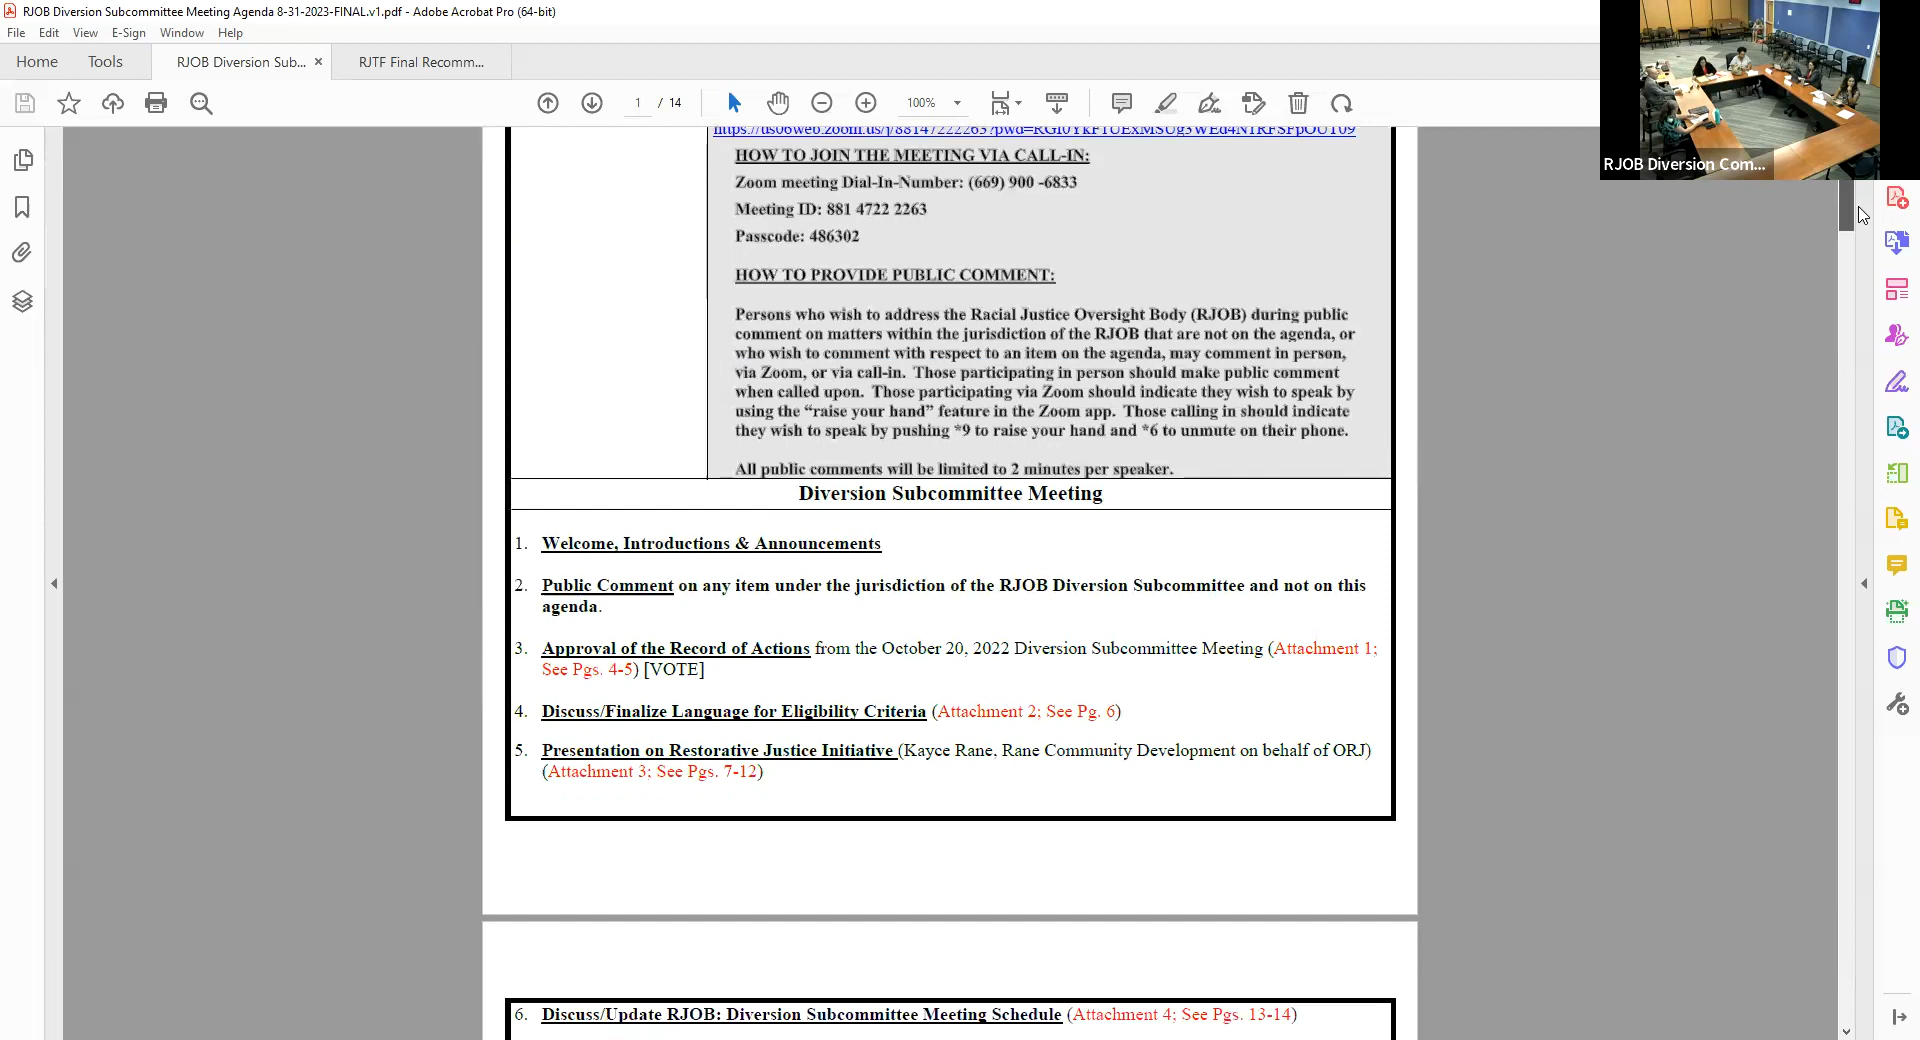 RJOB Diversion Subcommittee Meeting Agenda 8-31-2023-FINAL.v1.pdf - Adobe Acrobat Pro (64-bit)
File Edit View E-Sign Window Help
Home Tools RJOB Diversion Sub... × RJTF Final Recomm...
1 / 14 100%
RJOB Diversion Com...
HOW TO JOIN THE MEETING VIA CALL-IN:
Zoom meeting Dial-In-Number: (669) 900 -6833
Meeting ID: 881 4722 2263
Passcode: 486302
HOW TO PROVIDE PUBLIC COMMENT:
Persons who wish to address the Racial Justice Oversight Body (RJOB) during public
comment on matters within the jurisdiction of the RJOB that are not on the agenda, or
who wish to comment with respect to an item on the agenda, may comment in person,
via Zoom, or via call-in. Those participating in person should make public comment
when called upon. Those participating via Zoom should indicate they wish to speak by
using the “raise your hand” feature in the Zoom app. Those calling in should indicate
they wish to speak by pushing *9 to raise your hand and *6 to unmute on their phone.
All public comments will be limited to 2 minutes per speaker.
Diversion Subcommittee Meeting
1. Welcome, Introductions & Announcements
2. Public Comment on any item under the jurisdiction of the RJOB Diversion Subcommittee and not on this
agenda.
3. Approval of the Record of Actions from the October 20, 2022 Diversion Subcommittee Meeting (Attachment 1;
See Pgs. 4-5) [VOTE]
4. Discuss/Finalize Language for Eligibility Criteria (Attachment 2; See Pg. 6)
5. Presentation on Restorative Justice Initiative (Kayce Rane, Rane Community Development on behalf of ORJ)
(Attachment 3; See Pgs. 7-12)
6. Discuss/Update RJOB: Diversion Subcommittee Meeting Schedule (Attachment 4; See Pgs. 13-14)